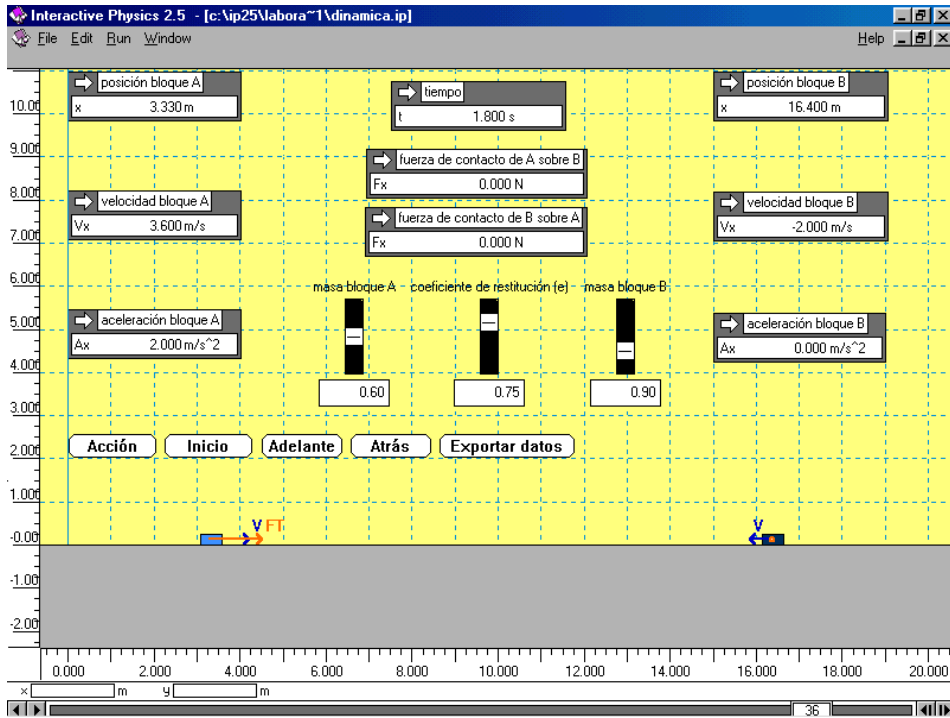 Interactive Physics 2.5 - [c:\ip25\labora~1\dinamica.ip]
File Edit Run Window Help
posición bloque A
x 3.330 m
tiempo
t 1.800 s
posición bloque B
x 16.400 m
fuerza de contacto de A sobre B
Fx 0.000 N
velocidad bloque A
Vx 3.600 m/s
fuerza de contacto de B sobre A
Fx 0.000 N
velocidad bloque B
Vx -2.000 m/s
masa bloque A coeficiente de restitución (e) masa bloque B
aceleración bloque A
Ax 2.000 m/s^2
aceleración bloque B
Ax 0.000 m/s^2
0.60 0.75 0.90
Acción Inicio Adelante Atrás Exportar datos
V FT V
10.00
9.000
8.000
7.000
6.000
5.000
4.000
3.000
2.000
1.000
-0.00
-1.00
-2.00
0.000 2.000 4.000 6.000 8.000 10.000 12.000 14.000 16.000 18.000 20.000
x m y m
36